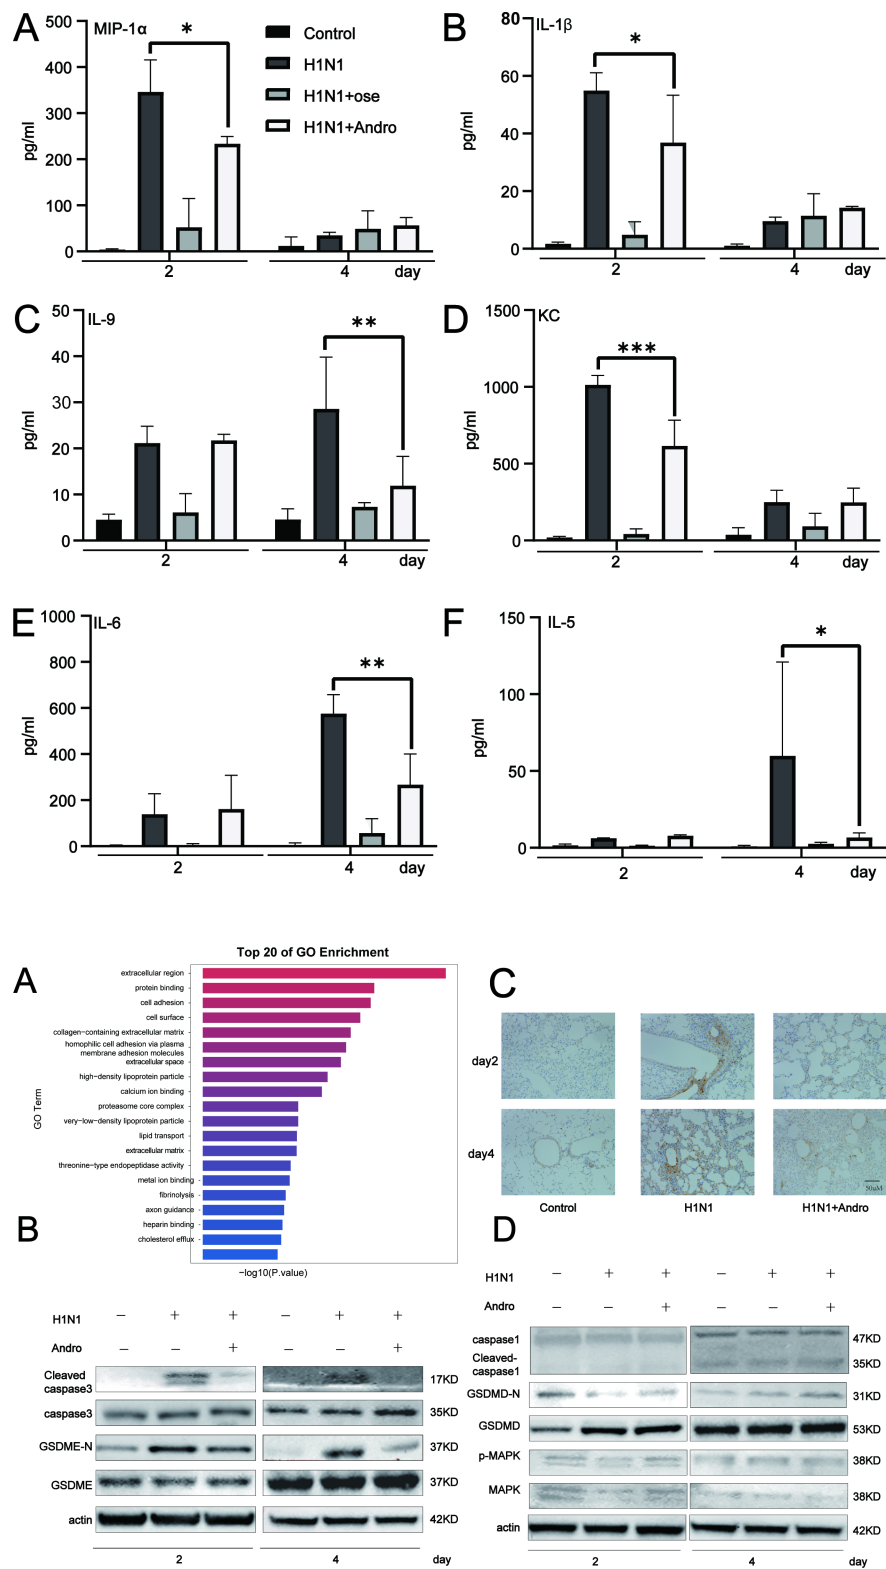 A
MIP-1α
500
400
300
200
100
0
pg/ml
*
Control
H1N1
H1N1+ose
H1N1+Andro
2
4
day
B
IL-1β
80
60
40
20
0
pg/ml
*
2
4
day
C
IL-9
50
40
30
20
10
0
pg/ml
**
2
4
day
D
KC
1500
1000
500
0
pg/ml
***
2
4
day
E
IL-6
1000
800
600
400
200
0
pg/ml
**
2
4
day
F
IL-5
150
100
50
0
pg/ml
*
2
4
day
A
Top 20 of GO Enrichment
GO Term
extracellular region
protein binding
cell adhesion
cell surface
collagen−containing extracellular matrix
homophilic cell adhesion via plasma
membrane adhesion molecules
extracellular space
high−density lipoprotein particle
calcium ion binding
proteasome core complex
very−low−density lipoprotein particle
lipid transport
extracellular matrix
threonine−type endopeptidase activity
metal ion binding
fibrinolysis
axon guidance
heparin binding
cholesterol efflux
−log10(P.value)
C
day2
day4
50uM
Control
H1N1
H1N1+Andro
B
H1N1 − + + − + +
Andro − − + − − +
Cleaved
caspase3
17KD
caspase3
35KD
GSDME-N
37KD
GSDME
37KD
actin
42KD
2
4
day
D
H1N1 − + + − + +
Andro − − + − − +
caspase1
47KD
Cleaved-
caspase1
35KD
GSDMD-N
31KD
GSDMD
53KD
p-MAPK
38KD
MAPK
38KD
actin
42KD
2
4
day